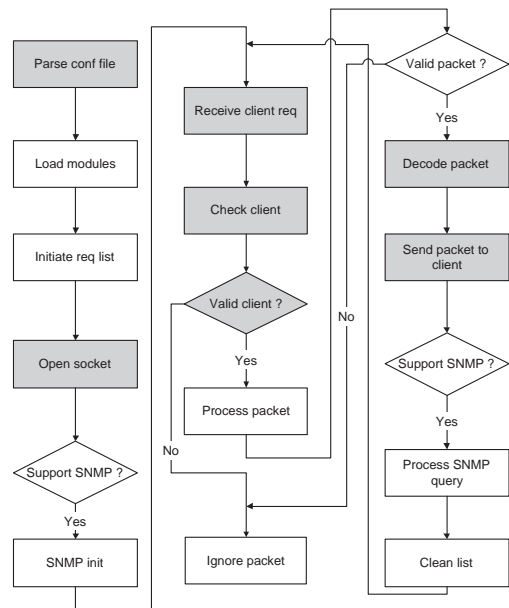 Parse conf file
Load modules
Initiate req list
Open socket
Support SNMP ?
Yes
SNMP init
Receive client req
Check client
Valid client ?
Yes
No
Process packet
Ignore packet
Valid packet ?
Yes
No
Decode packet
Send packet to
client
Support SNMP ?
Yes
Process SNMP
query
Clean list